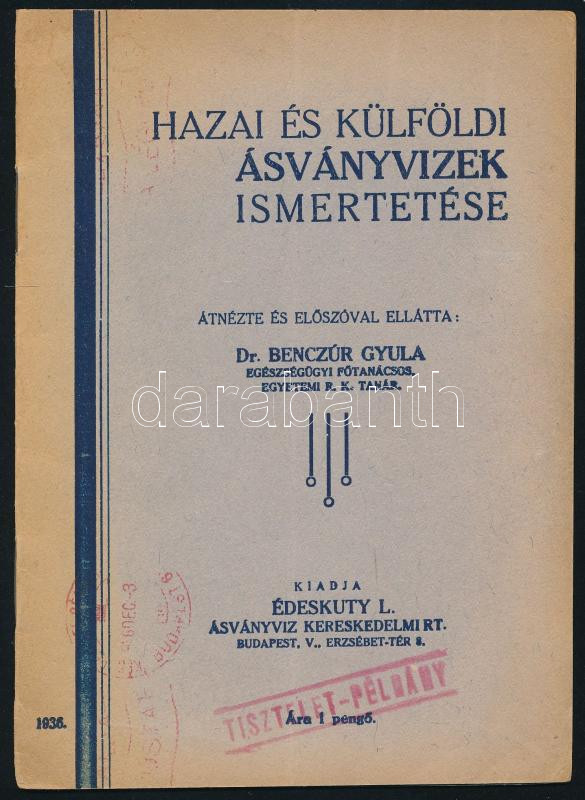 HAZAI ÉS KÜLFÖLDI
ÁSVÁNYVIZEK
ISMERTETÉSE
ÁTNÉZTE ÉS ELŐSZÓVAL ELLÁTTA:
Dr. BENCZÚR GYULA
EGÉSZSÉGÜGYI FŐTANÁCSOS,
EGYETEMI R. K. TANÁR.
darabanth
KIADJA
ÉDESKUTY L.
ÁSVÁNYVIZ KERESKEDELMI RT.
BUDAPEST, V., ERZSÉBET-TÉR 8.
TISZTELET-PÉLDÁNY
1936.
Ára 1 pengő.